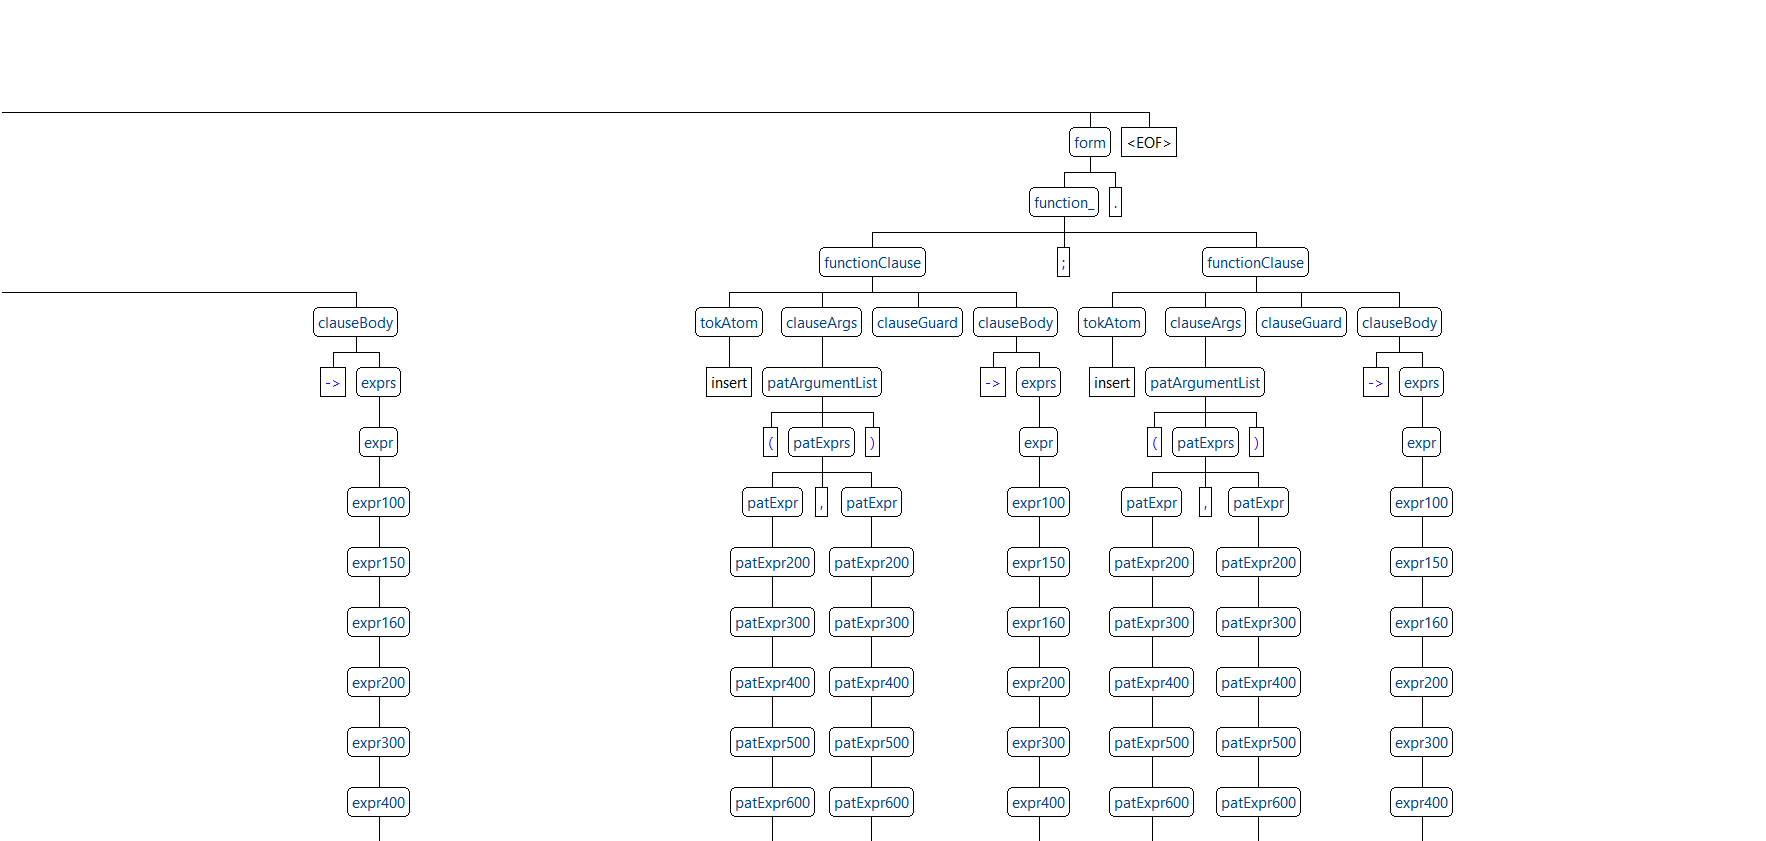 form <EOF>
function_ .
functionClause ; functionClause
clauseBody tokAtom clauseArgs clauseGuard clauseBody tokAtom clauseArgs clauseGuard clauseBody
-> exprs insert patArgumentList -> exprs insert patArgumentList -> exprs
expr ( patExprs ) expr ( patExprs ) expr
expr100 patExpr , patExpr expr100 patExpr , patExpr expr100
expr150 patExpr200 patExpr200 expr150 patExpr200 patExpr200 expr150
expr160 patExpr300 patExpr300 expr160 patExpr300 patExpr300 expr160
expr200 patExpr400 patExpr400 expr200 patExpr400 patExpr400 expr200
expr300 patExpr500 patExpr500 expr300 patExpr500 patExpr500 expr300
expr400 patExpr600 patExpr600 expr400 patExpr600 patExpr600 expr400